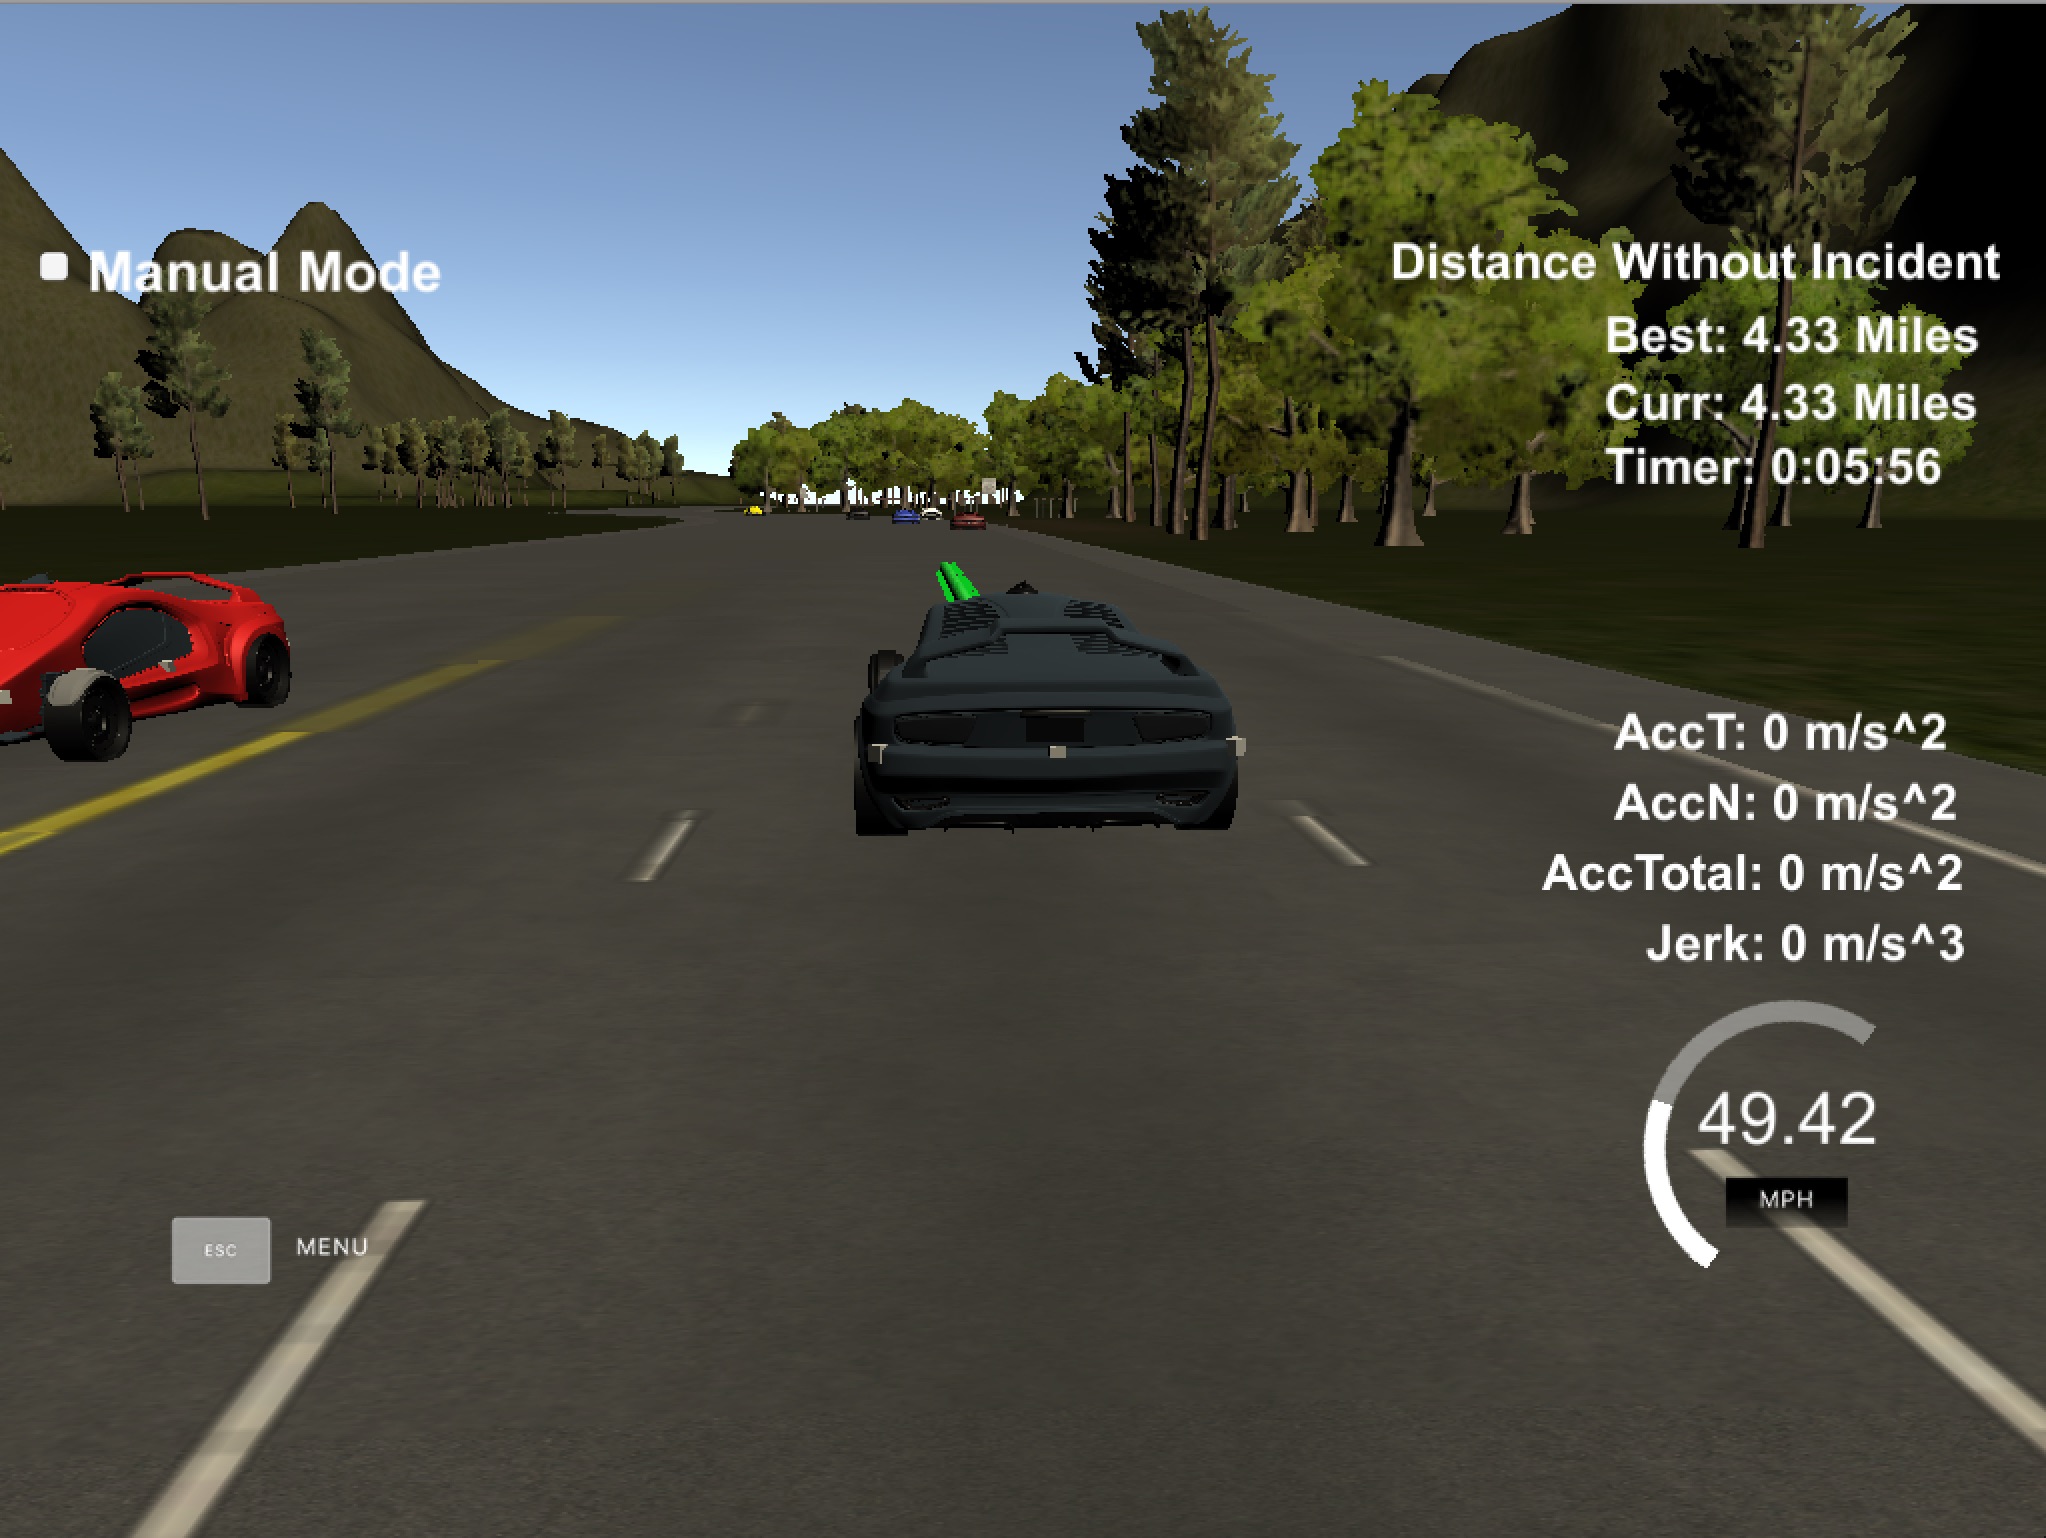 Manual Mode
Distance Without Incident
Best: 4.33 Miles
Curr: 4.33 Miles
Timer: 0:05:56
AccT: 0 m/s^2
AccN: 0 m/s^2
AccTotal: 0 m/s^2
Jerk: 0 m/s^3
49.42
MPH
ESC MENU